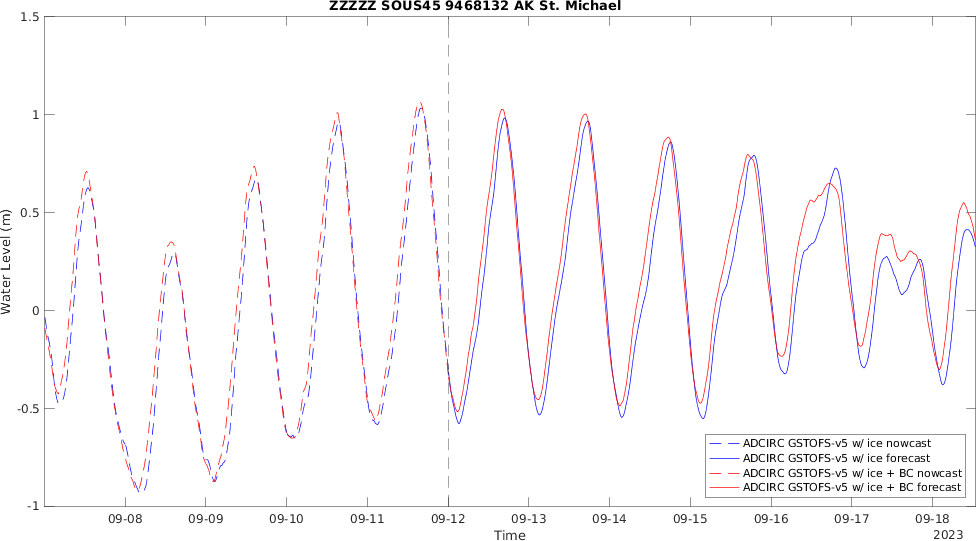 ZZZZZ SOUS45 9468132 AK St. Michael
1.5
1
0.5
0
-0.5
-1
Water Level (m)
09-08
09-09
09-10
09-11
09-12
09-13
09-14
09-15
09-16
09-17
09-18
2023
Time
ADCIRC GSTOFS-v5 w/ ice nowcast
ADCIRC GSTOFS-v5 w/ ice forecast
ADCIRC GSTOFS-v5 w/ ice + BC nowcast
ADCIRC GSTOFS-v5 w/ ice + BC forecast